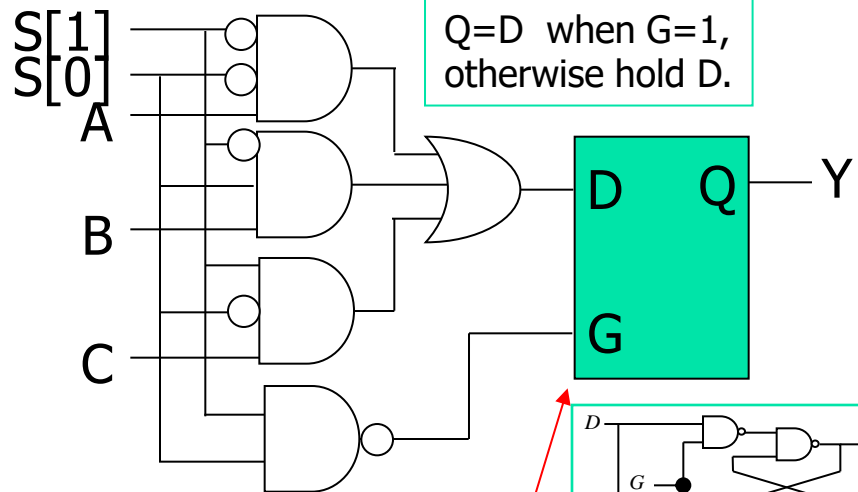 S[1]
S[0]
A
B
C
Q=D when G=1,
otherwise hold D.
D Q
G
Y
D
G